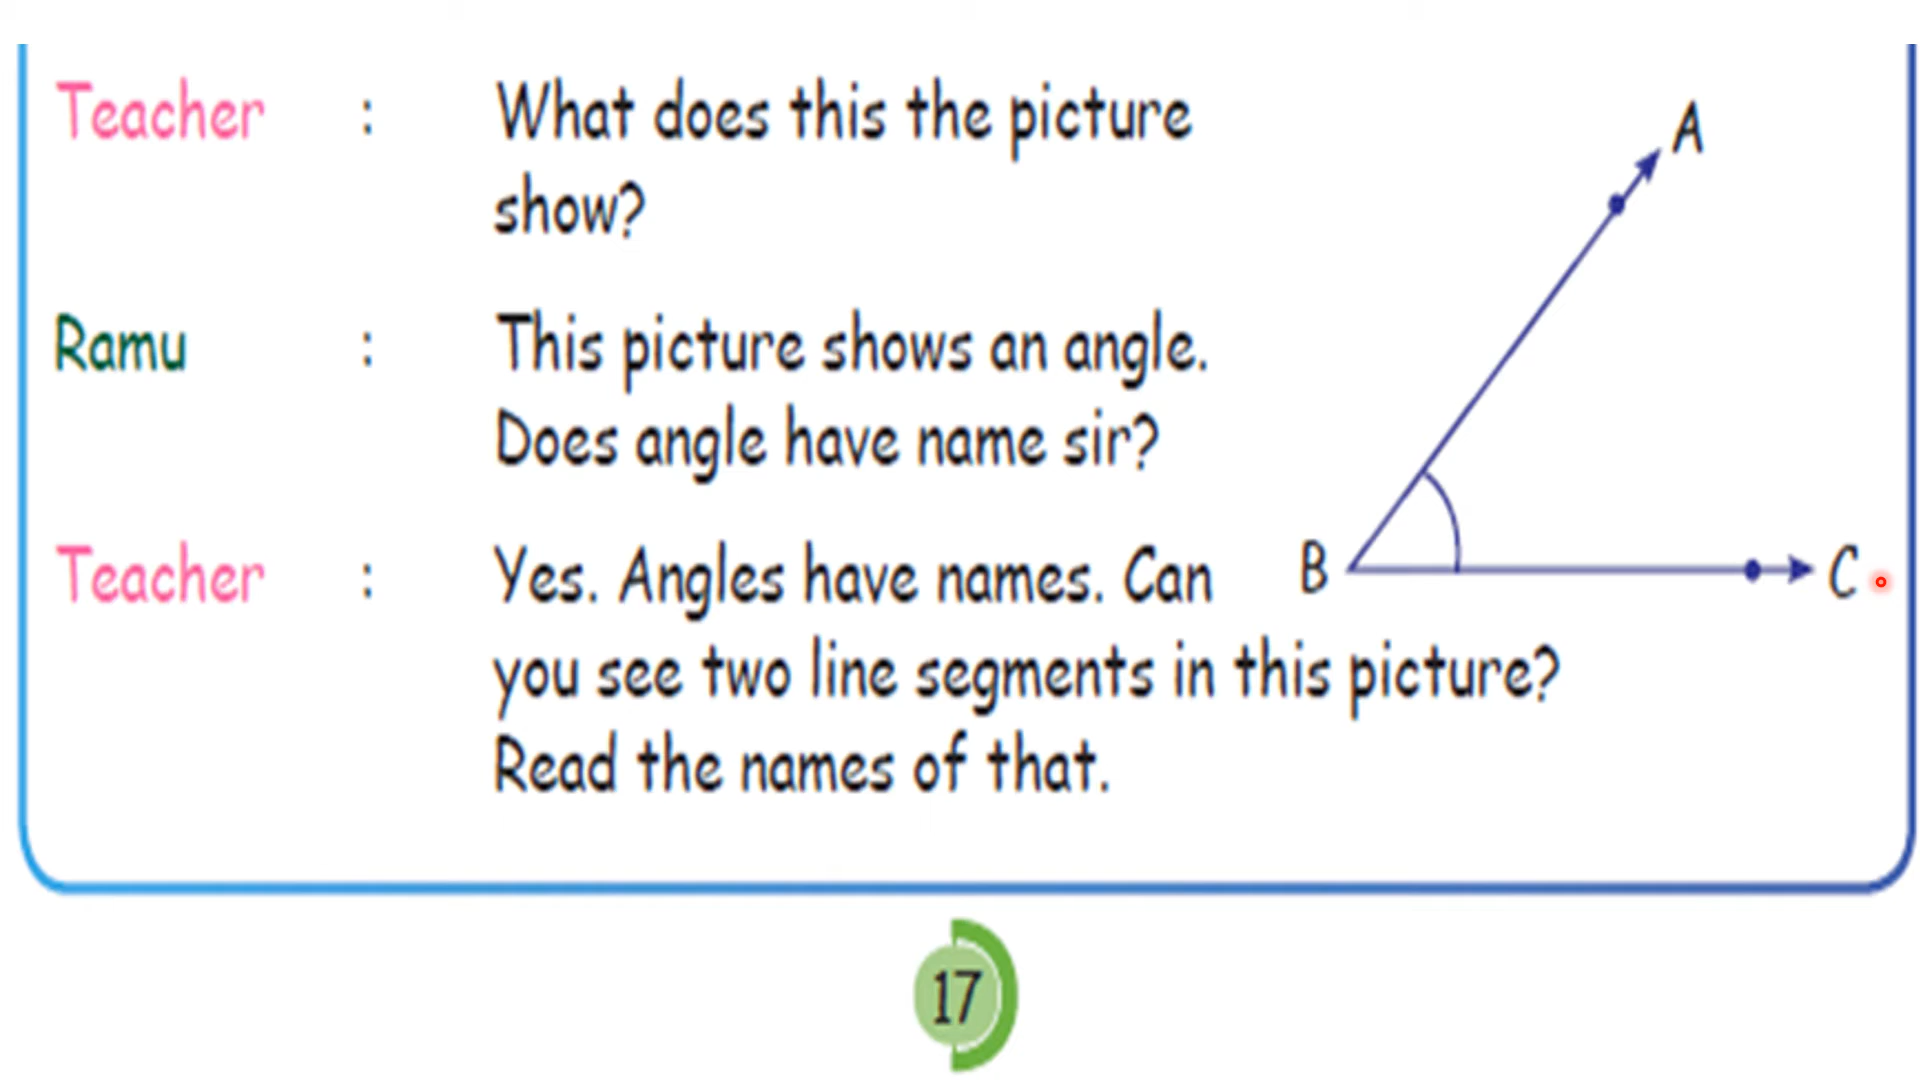 Teacher : What does this the picture
show?
A
Ramu : This picture shows an angle.
Does angle have name sir?
Teacher : Yes. Angles have names. Can
B C
you see two line segments in this picture?
Read the names of that.
17